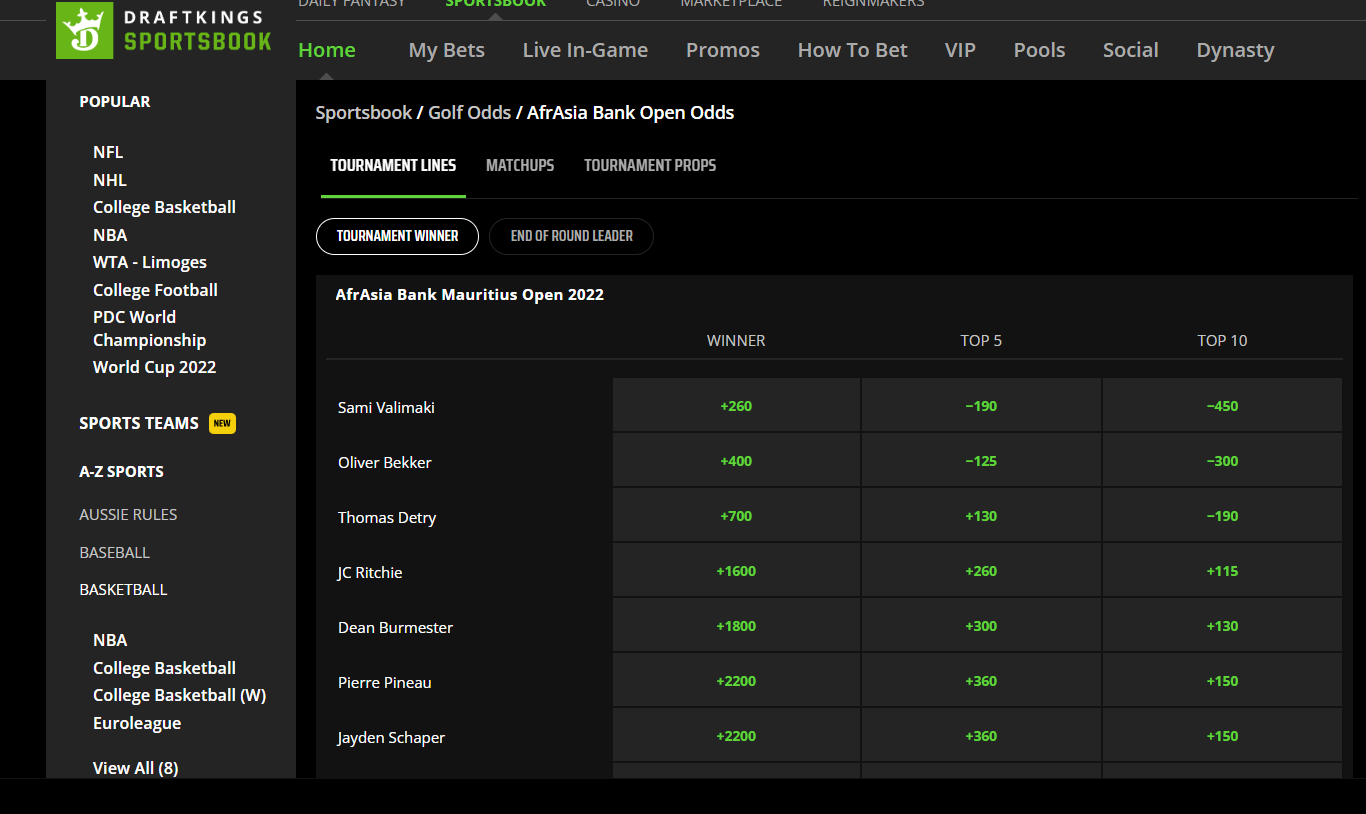 DAILY FANTASY SPORTSBOOK CASINO MARKETPLACE REIGNMAKERS
DRAFTKINGS
SPORTSBOOK
Home My Bets Live In-Game Promos How To Bet VIP Pools Social Dynasty
POPULAR
NFL
NHL
College Basketball
NBA
WTA - Limoges
College Football
PDC World
Championship
World Cup 2022
SPORTS TEAMS NEW
A-Z SPORTS
AUSSIE RULES
BASEBALL
BASKETBALL
NBA
College Basketball
College Basketball (W)
Euroleague
View All (8)
Sportsbook / Golf Odds / AfrAsia Bank Open Odds
TOURNAMENT LINES MATCHUPS TOURNAMENT PROPS
TOURNAMENT WINNER END OF ROUND LEADER
AfrAsia Bank Mauritius Open 2022
WINNER TOP 5 TOP 10
Sami Valimaki +260 −190 −450
Oliver Bekker +400 −125 −300
Thomas Detry +700 +130 −190
JC Ritchie +1600 +260 +115
Dean Burmester +1800 +300 +130
Pierre Pineau +2200 +360 +150
Jayden Schaper +2200 +360 +150